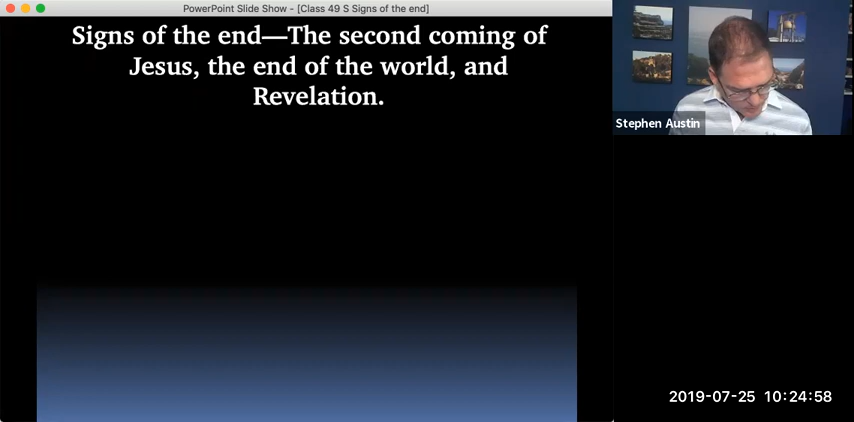 PowerPoint Slide Show - [Class 49 S Signs of the end]
Signs of the end—The second coming of
Jesus, the end of the world, and
Revelation.
Stephen Austin
2019-07-25 10:24:58